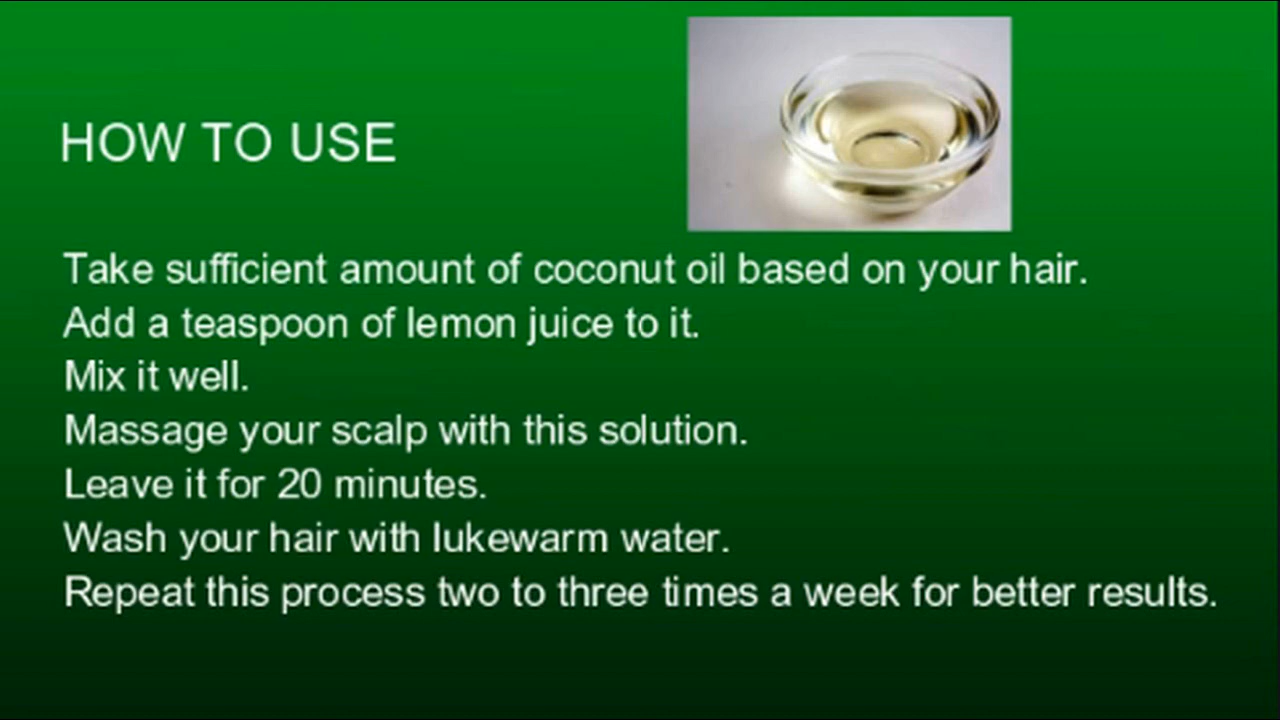 HOW TO USE
Take sufficient amount of coconut oil based on your hair.
Add a teaspoon of lemon juice to it.
Mix it well.
Massage your scalp with this solution.
Leave it for 20 minutes.
Wash your hair with lukewarm water.
Repeat this process two to three times a week for better results.